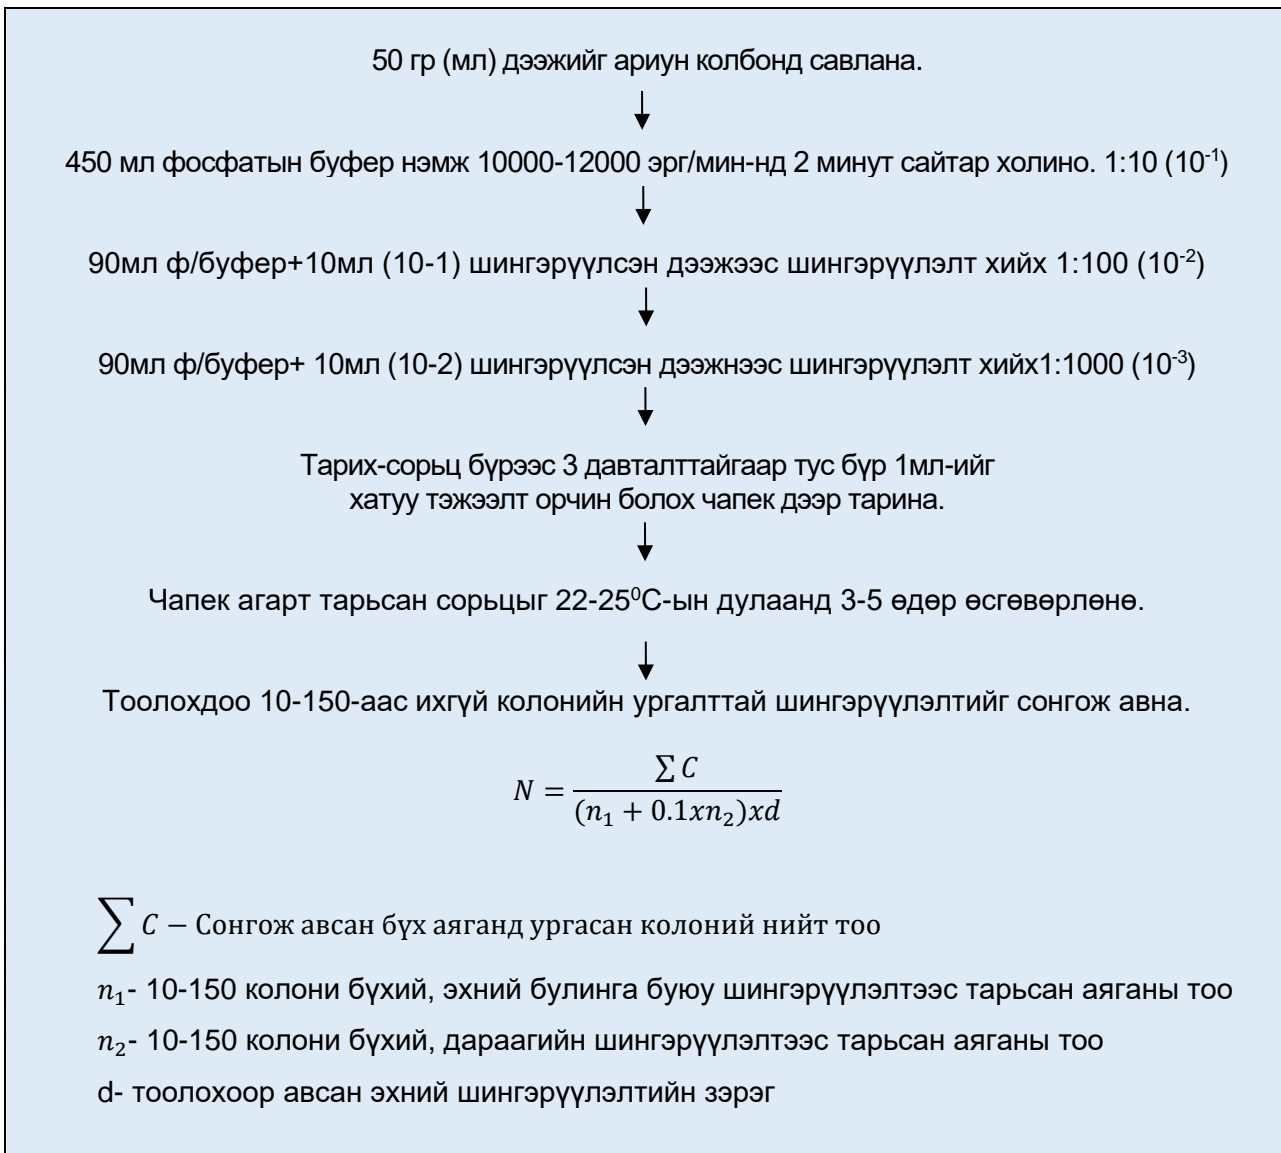 50 гр (мл) дээжийг ариун колбонд савлана.
450 мл фосфатын буфер нэмж 10000-12000 эрг/мин-нд 2 минут сайтар холино. 1:10 (10⁻¹)
90мл ф/буфер+10мл (10-1) шингэрүүлсэн дээжээс шингэрүүлэлт хийх 1:100 (10⁻²)
90мл ф/буфер+ 10мл (10-2) шингэрүүлсэн дээжнээс шингэрүүлэлт хийх1:1000 (10⁻³)
Тарих-сорьц бүрээс 3 давталттайгаар тус бүр 1мл-ийг
хатуу тэжээлт орчин болох чапек дээр тарина.
Чапек агарт тарьсан сорьцыг 22-25⁰С-ын дулаанд 3-5 өдөр өсгөвөрлөнө.
Тоолохдоо 10-150-аас ихгүй колонийн ургалттай шингэрүүлэлтийг сонгож авна.
N = ∑ C / (n₁ + 0.1xn₂)xd
∑ C − Сонгож авсан бүх аяганд ургасан колоний нийт тоо
n₁- 10-150 колони бүхий, эхний булинга буюу шингэрүүлэлтээс тарьсан аяганы тоо
n₂- 10-150 колони бүхий, дараагийн шингэрүүлэлтээс тарьсан аяганы тоо
d- тоолохоор авсан эхний шингэрүүлэлтийн зэрэг